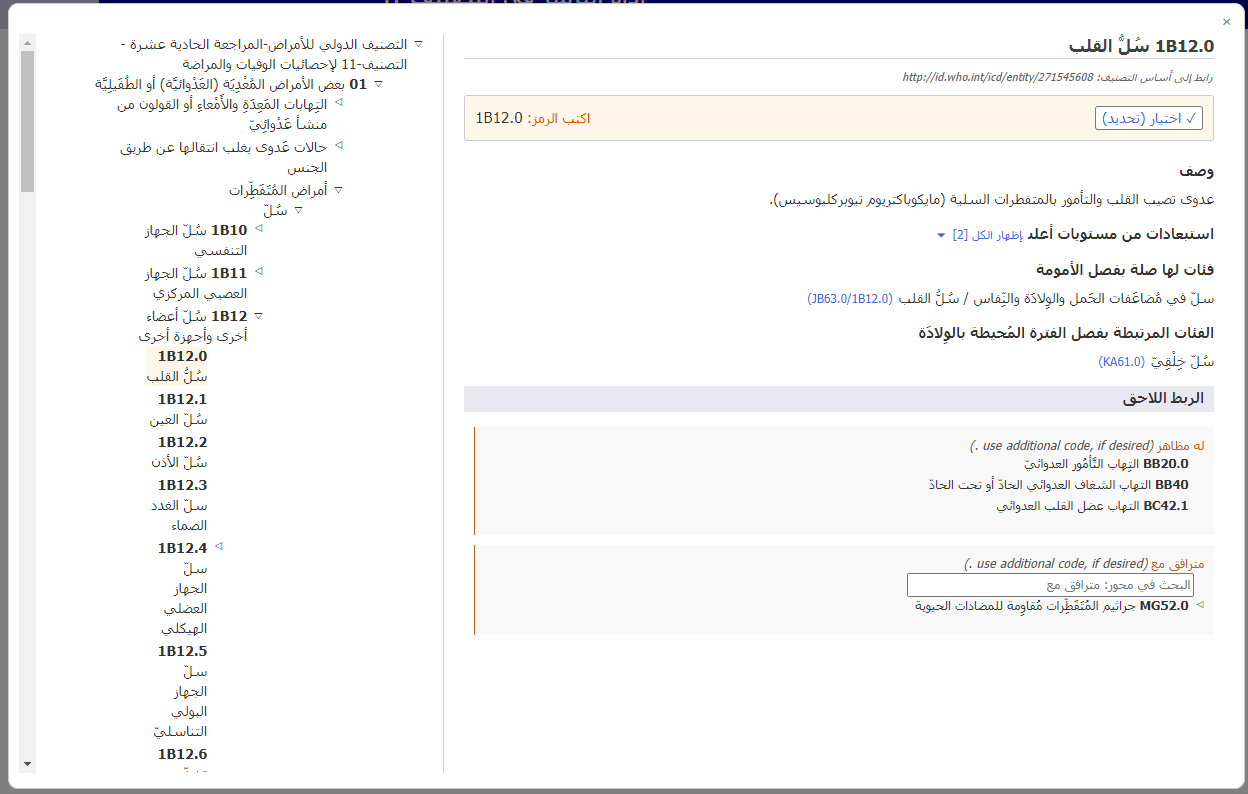 ×
1B12.0 سُلُّ القلب
رابط إلى أساس التصنيف: http://id.who.int/icd/entity/271545608
✓ اختيار (تحديد)
اكتب الرمز: 1B12.0
وصف
عدوى تصيب القلب والتأمور بالمتفطرات السلية (مايكوباكتريوم تيوبركليوسيس).
استبعادات من مستويات أعلى إظهار الكل [2]
فئات لها صلة بفصل الأمومة
سلّ في مُضاعَفات الحَمل والوِلادَة والنِّفاس / سُلُّ القلب (JB63.0/1B12.0)
الفئات المرتبطة بفصل الفترة المُحيطة بالوِلادَة
سُلّ خِلْقِيّ (KA61.0)
الربط اللاحق
له مظاهر (use additional code, if desired .)
BB20.0 التِهاب التَّأمُور العدوائيّ
BB40 التهاب الشغاف العدوائي الحادّ أو تحت الحادّ
BC42.1 التهاب عضل القلب العدوائي
مترافق مع (use additional code, if desired .)
البحث في محور: مترافق مع
MG52.0 جراثيم المُتَفَطِّرات مُقاوِمة للمضادات الحيوية
التصنيف الدولي للأمراض-المراجعة الحادية عشرة -
التصنيف-11 لإحصائيات الوفيات والمراضة
01 بعض الأمراض المُعْدِيَة (العَدْوائيَّة) أو الطُفَيلِيَّة
التِهابات المَعِدَةِ والأَمْعاءِ أو القولون من
منشأ عَدْوائِيّ
حالات عَدوى يغلب انتقالها عن طريق
الجنس
أمراض المُتَفَطِّرات
سُلّ
1B10 سُلّ الجهاز
التنفسي
1B11 سُلّ الجهاز
العصبي المركزي
1B12 سُلّ أعضاء
أخرى وأجهزة أخرى
1B12.0
سُلُّ القلب
1B12.1
سُلّ العين
1B12.2
سُلّ الأذن
1B12.3
سلّ الغدد
الصماء
1B12.4
سلّ
الجهاز
العضلي
الهيكلي
1B12.5
سلّ
الجهاز
البولي
التناسليّ
1B12.6